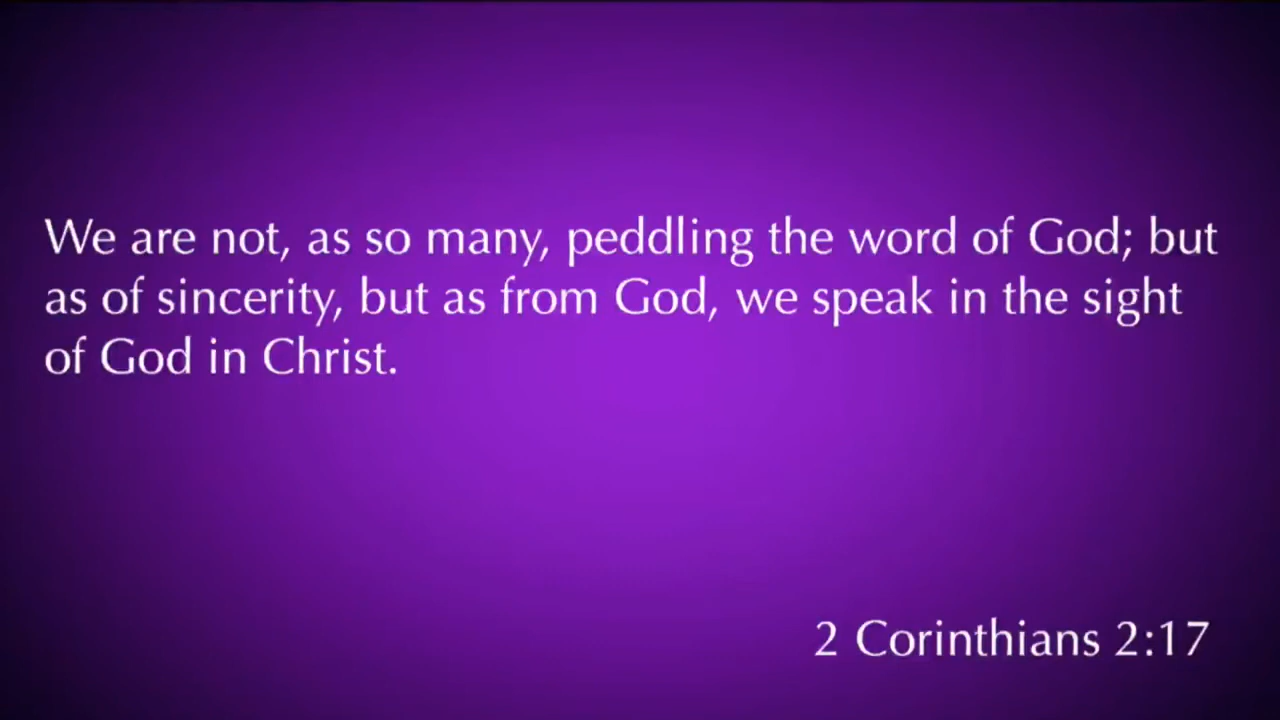 We are not, as so many, peddling the word of God; but
as of sincerity, but as from God, we speak in the sight
of God in Christ.
2 Corinthians 2:17